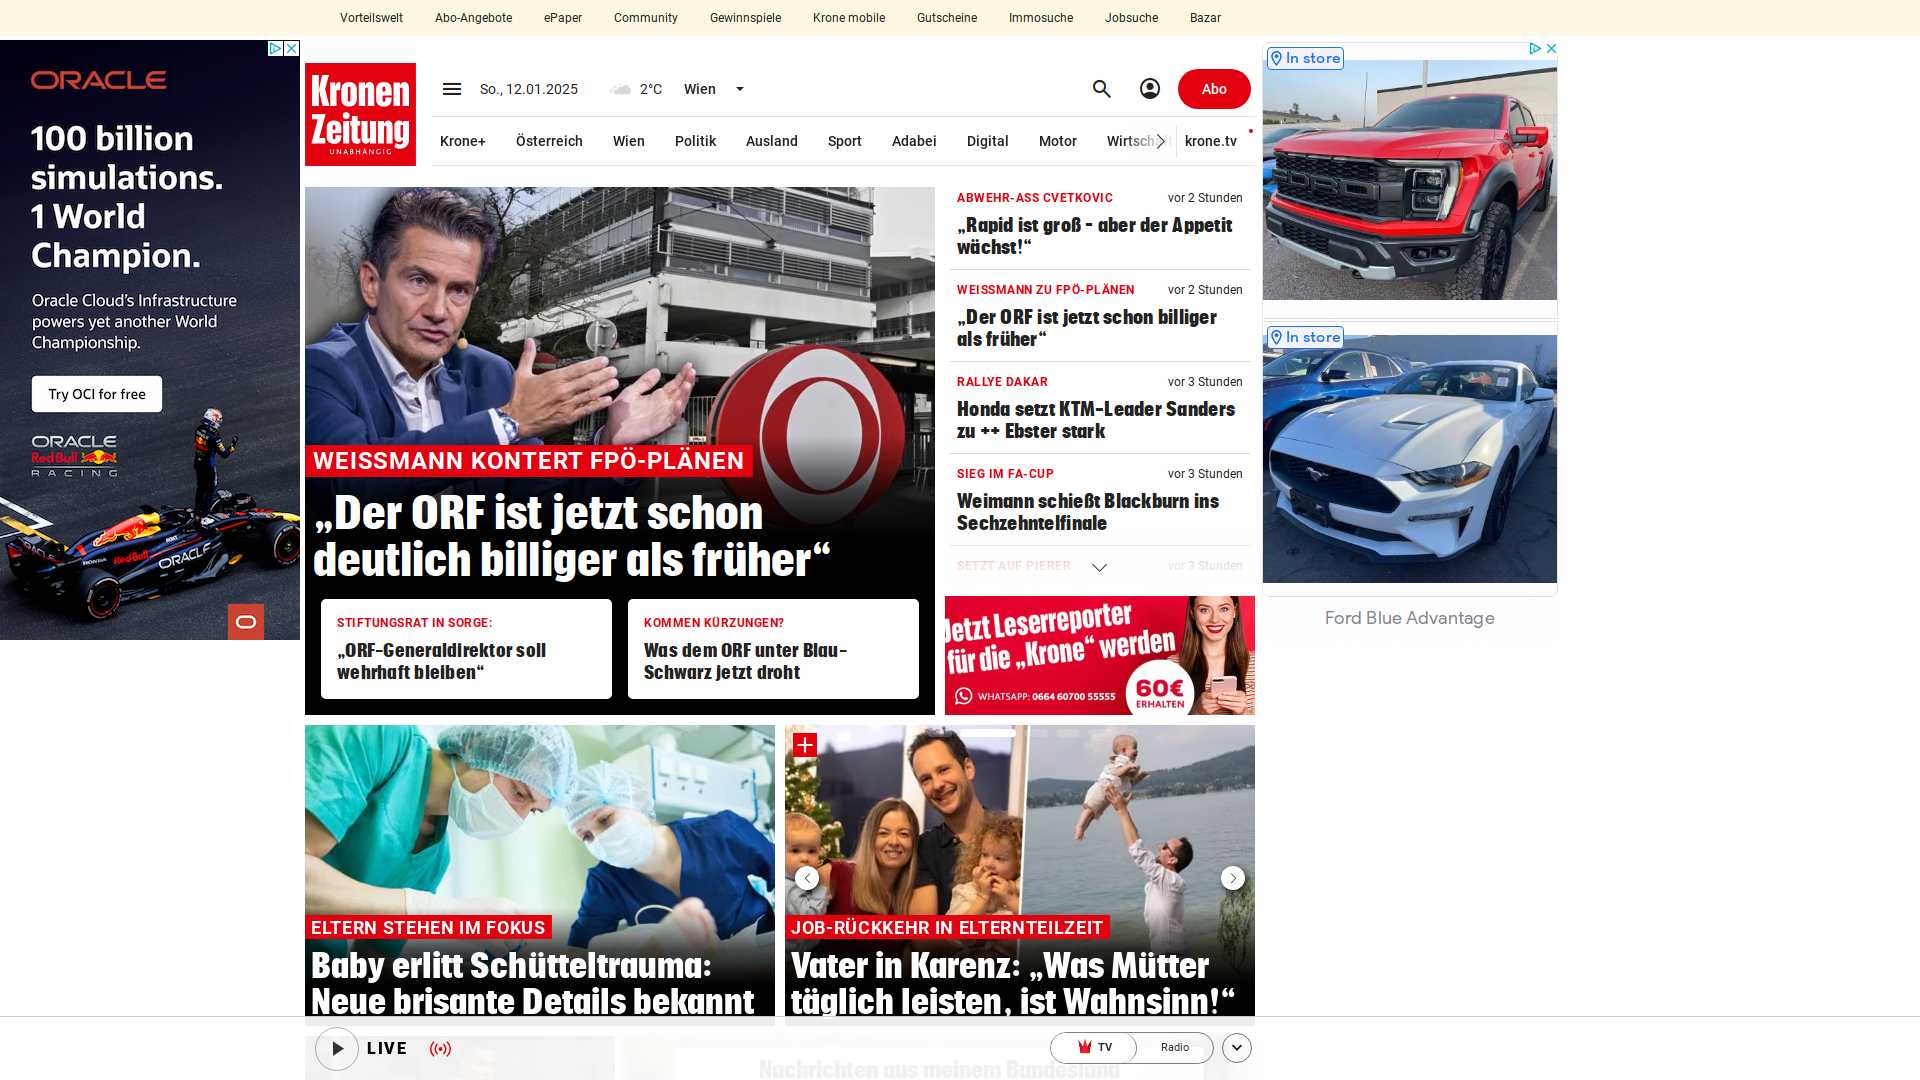 Vorteilswelt Abo-Angebote ePaper Community Gewinnspiele Krone mobile Gutscheine Immosuche Jobsuche Bazar
ORACLE
100 billion
simulations.
1 World
Champion.
Oracle Cloud's Infrastructure
powers yet another World
Championship.
Try OCI for free
ORACLE
Red Bull
RACING
ORACLE
Red Bull
ORACLE
Kronen
Zeitung
UNABHÄNGIG
So., 12.01.2025 2°C Wien Abo
Krone+ Österreich Wien Politik Ausland Sport Adabei Digital Motor Wirtschaft krone.tv
WEISSMANN KONTERT FPÖ-PLÄNEN
„Der ORF ist jetzt schon
deutlich billiger als früher“
STIFTUNGSRAT IN SORGE:
„ORF-Generaldirektor soll
wehrhaft bleiben“
KOMMEN KÜRZUNGEN?
Was dem ORF unter Blau-
Schwarz jetzt droht
ABWEHR-ASS CVETKOVIC vor 2 Stunden
„Rapid ist groß – aber der Appetit
wächst!“
WEISSMANN ZU FPÖ-PLÄNEN vor 2 Stunden
„Der ORF ist jetzt schon billiger
als früher“
RALLYE DAKAR vor 3 Stunden
Honda setzt KTM-Leader Sanders
zu ++ Ebster stark
SIEG IM FA-CUP vor 3 Stunden
Weimann schießt Blackburn ins
Sechzehntelfinale
SETZT AUF PIERER vor 3 Stunden
Jetzt Leserreporter
für die „Krone“ werden
WHATSAPP: 0664 60700 55555
60€
ERHALTEN
In store
FORD
In store
Ford Blue Advantage
ELTERN STEHEN IM FOKUS
Baby erlitt Schütteltrauma:
Neue brisante Details bekannt
JOB-RÜCKKEHR IN ELTERNTEILZEIT
Vater in Karenz: „Was Mütter
täglich leisten, ist Wahnsinn!“
LIVE TV Radio
Nachrichten aus meinem Bundesland